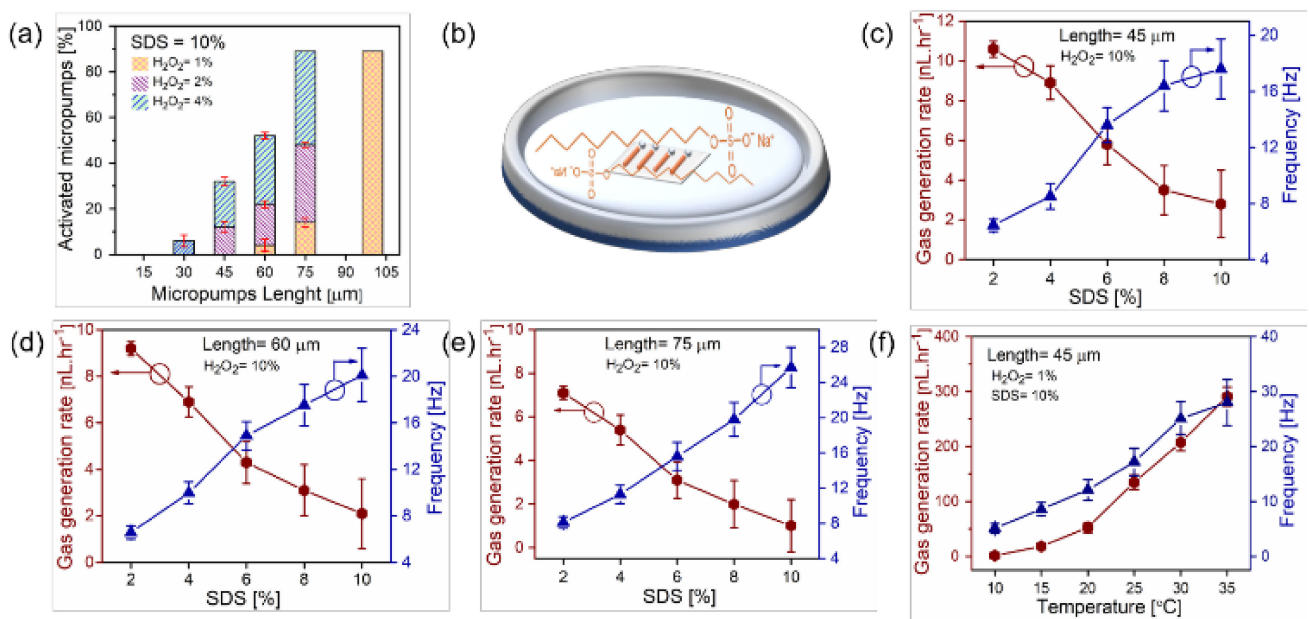 (a)
SDS = 10%
H₂O₂= 1%
H₂O₂= 2%
H₂O₂= 4%
Activated micropumps [%]
100
80
60
40
20
0
15 30 45 60 75 90 105
Micropumps Lenght [μm]
(b)
O
O S O⁻ Na⁺
O
O
O S O
O
(c)
Length= 45 μm
H₂O₂= 10%
Gas generation rate [nL.hr⁻¹]
12
10
8
6
4
2
0
20
16
12
8
4
Frequency [Hz]
2 4 6 8 10
SDS [%]
(d)
Length= 60 μm
H₂O₂= 10%
Gas generation rate [nL.hr⁻¹]
10
8
6
4
2
0
24
20
16
12
8
4
Frequency [Hz]
2 4 6 8 10
SDS [%]
(e)
Length= 75 μm
H₂O₂= 10%
Gas generation rate [nL.hr⁻¹]
10
8
6
4
2
0
28
24
20
16
12
8
4
Frequency [Hz]
2 4 6 8 10
SDS [%]
(f)
Length= 45 μm
H₂O₂= 1%
SDS= 10%
Gas generation rate [nL.hr⁻¹]
400
300
200
100
0
40
30
20
10
0
Frequency [Hz]
10 15 20 25 30 35
Temperature [°C]